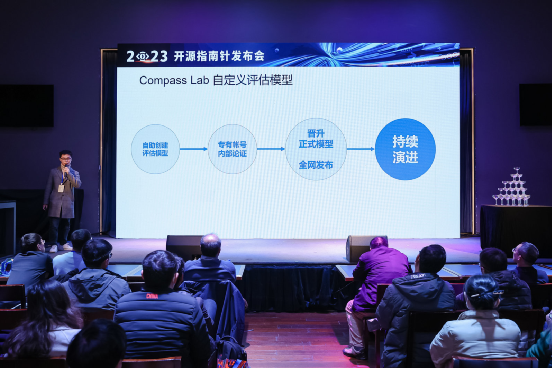 2023 开源指南针发布会
Compass Lab 自定义评估模型
自助创建
评估模型
专有帐号
内部论证
晋升
正式模型
全网发布
持续
演进